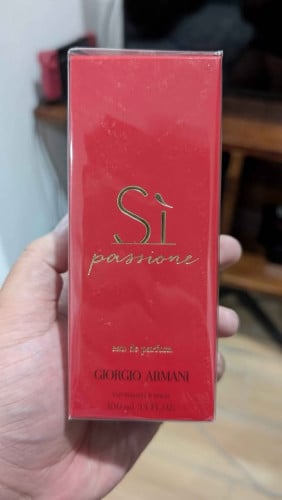 Sì
passione
eau de parfum
GIORGIO ARMANI